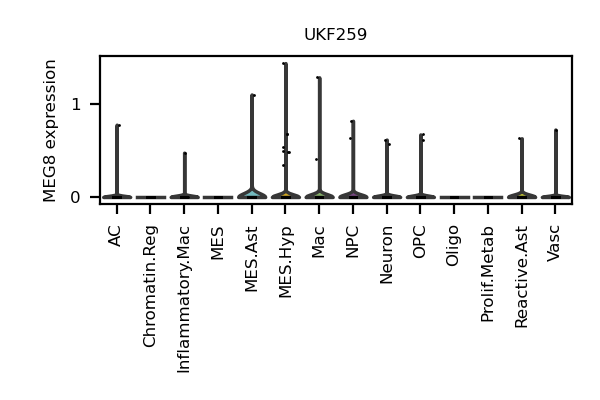 UKF259
MEG8 expression
1
0
AC
Chromatin.Reg
Inflammatory.Mac
MES
MES.Ast
MES.Hyp
Mac
NPC
Neuron
OPC
Oligo
Prolif.Metab
Reactive.Ast
Vasc